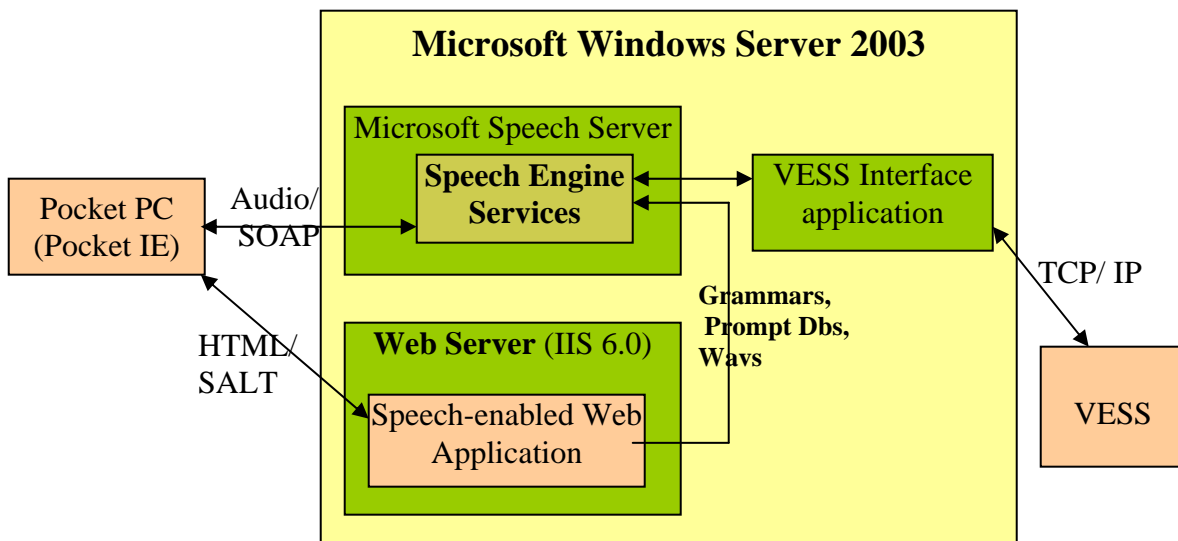 Microsoft Windows Server 2003
Microsoft Speech Server
Speech Engine
Services
VESS Interface
application
Pocket PC
(Pocket IE)
Audio/
SOAP
TCP/ IP
Grammars,
Prompt Dbs,
Wavs
HTML/
SALT
Web Server (IIS 6.0)
Speech-enabled Web
Application
VESS